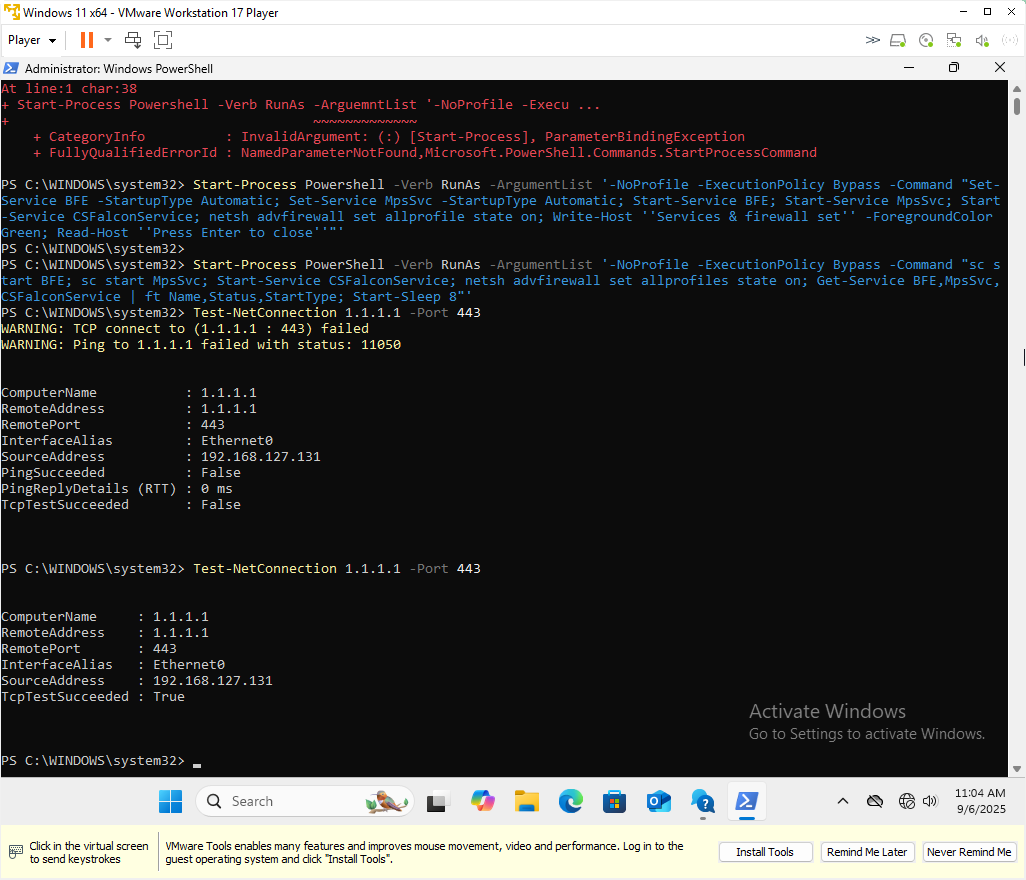 Windows 11 x64 - VMware Workstation 17 Player
Player
Administrator: Windows PowerShell
At line:1 char:38
+ Start-Process Powershell -Verb RunAs -ArguemntList '-NoProfile -Execu ...
+                                      ~~~~~~~~~~~~~
    + CategoryInfo          : InvalidArgument: (:) [Start-Process], ParameterBindingException
    + FullyQualifiedErrorId : NamedParameterNotFound,Microsoft.PowerShell.Commands.StartProcessCommand
PS C:\WINDOWS\system32> Start-Process Powershell -Verb RunAs -ArgumentList '-NoProfile -ExecutionPolicy Bypass -Command "Set-
Service BFE -StartupType Automatic; Set-Service MpsSvc -StartupType Automatic; Start-Service BFE; Start-Service MpsSvc; Start
-Service CSFalconService; netsh advfirewall set allprofile state on; Write-Host ''Services & firewall set'' -ForegroundColor
Green; Read-Host ''Press Enter to close''"'
PS C:\WINDOWS\system32>
PS C:\WINDOWS\system32> Start-Process PowerShell -Verb RunAs -ArgumentList '-NoProfile -ExecutionPolicy Bypass -Command "sc s
tart BFE; sc start MpsSvc; Start-Service CSFalconService; netsh advfirewall set allprofiles state on; Get-Service BFE,MpsSvc,
CSFalconService | ft Name,Status,StartType; Start-Sleep 8"'
PS C:\WINDOWS\system32> Test-NetConnection 1.1.1.1 -Port 443
WARNING: TCP connect to (1.1.1.1 : 443) failed
WARNING: Ping to 1.1.1.1 failed with status: 11050
ComputerName           : 1.1.1.1
RemoteAddress          : 1.1.1.1
RemotePort             : 443
InterfaceAlias         : Ethernet0
SourceAddress          : 192.168.127.131
PingSucceeded          : False
PingReplyDetails (RTT) : 0 ms
TcpTestSucceeded       : False
PS C:\WINDOWS\system32> Test-NetConnection 1.1.1.1 -Port 443
ComputerName     : 1.1.1.1
RemoteAddress    : 1.1.1.1
RemotePort       : 443
InterfaceAlias   : Ethernet0
SourceAddress    : 192.168.127.131
TcpTestSucceeded : True
Activate Windows
Go to Settings to activate Windows.
PS C:\WINDOWS\system32> _
Search
11:04 AM
9/6/2025
Click in the virtual screen
to send keystrokes
VMware Tools enables many features and improves mouse movement, video and performance. Log in to the
guest operating system and click "Install Tools".
Install Tools
Remind Me Later
Never Remind Me